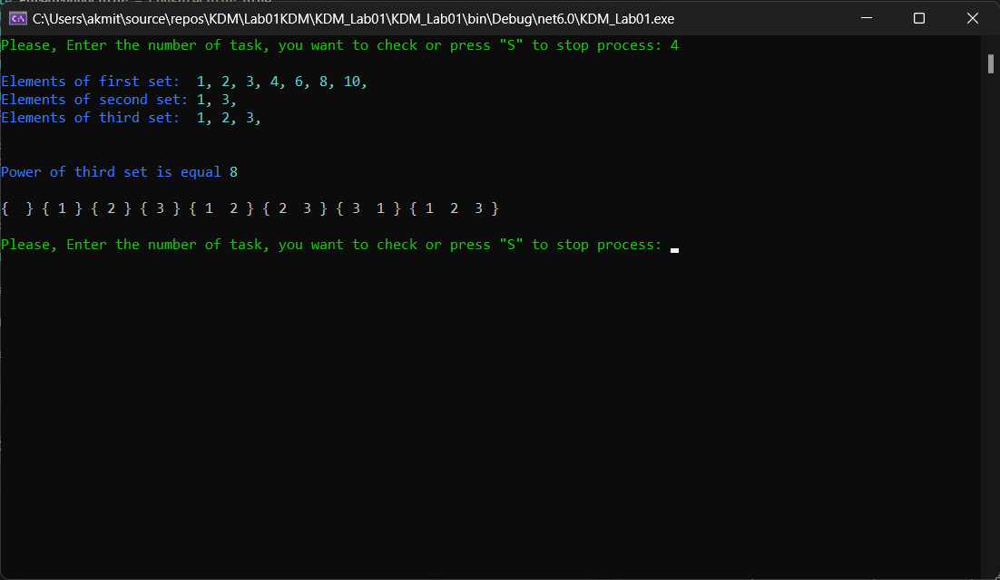 C:\Users\akmit\source\repos\KDM\Lab01KDM\KDM_Lab01\KDM_Lab01\bin\Debug\net6.0\KDM_Lab01.exe
Please, Enter the number of task, you want to check or press "S" to stop process: 4
Elements of first set:  1, 2, 3, 4, 6, 8, 10,
Elements of second set: 1, 3,
Elements of third set:  1, 2, 3,
Power of third set is equal 8
{  } { 1 } { 2 } { 3 } { 1  2 } { 2  3 } { 3  1 } { 1  2  3 }
Please, Enter the number of task, you want to check or press "S" to stop process: